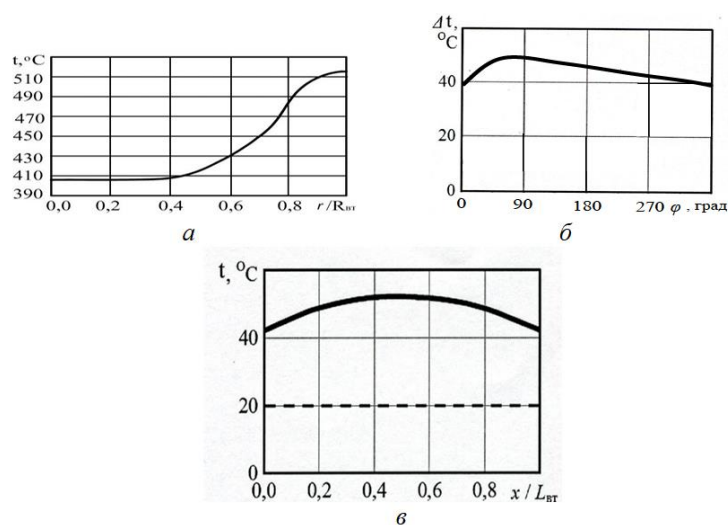 t,°C
510
490
470
450
430
410
390
0,0 0,2 0,4 0,6 0,8 r/Rвт
а
Δt,
°C
40
20
0
0 90 180 270 φ , град
б
t, °C
40
20
0
0,0 0,2 0,4 0,6 0,8 x / Lвт
в